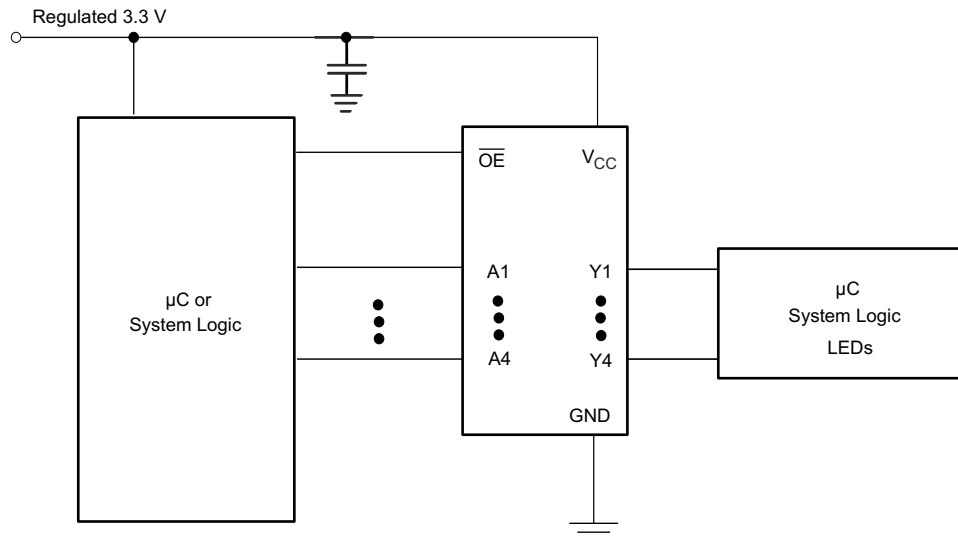 Regulated 3.3 V
OE
VCC
A1
Y1
A4
Y4
GND
µC or
System Logic
µC
System Logic
LEDs